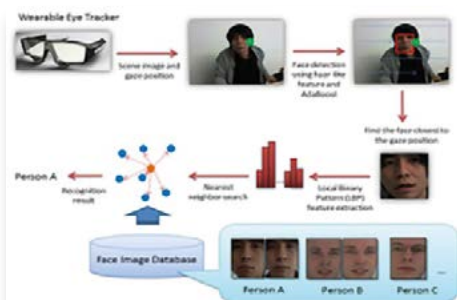 Wearable Eye Tracker
Scene image and
gaze position
Face detection
using haar-like
feature and
AdaBoost
Find the face closest to
the gaze position
Person A
Recognition
result
Nearest
neighbor search
Local Binary
Pattern (LBP)
feature extraction
Face Image Database
Person A
Person B
Person C
...